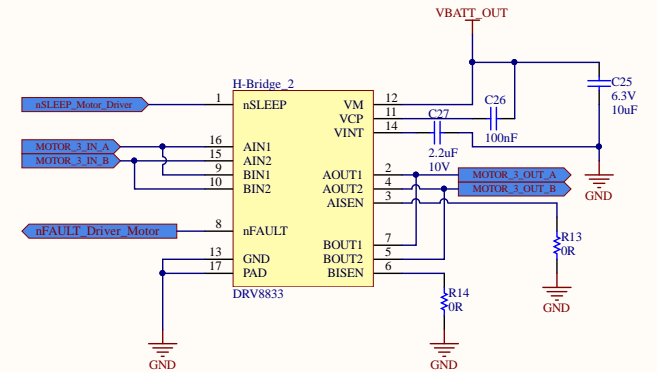 VBATT_OUT
H-Bridge_2
nSLEEP_Motor_Driver
1
nSLEEP
VM
12
VCP
11
VINT
14
C27
2.2uF
10V
C26
100nF
C25
6.3V
10uF
GND
MOTOR_3_IN_A
16
AIN1
MOTOR_3_IN_B
15
AIN2
9
BIN1
10
BIN2
AOUT1
2
MOTOR_3_OUT_A
AOUT2
4
MOTOR_3_OUT_B
AISEN
3
nFAULT_Driver_Motor
8
nFAULT
BOUT1
7
BOUT2
5
BISEN
6
R13
0R
GND
13
GND
17
PAD
DRV8833
R14
0R
GND
GND